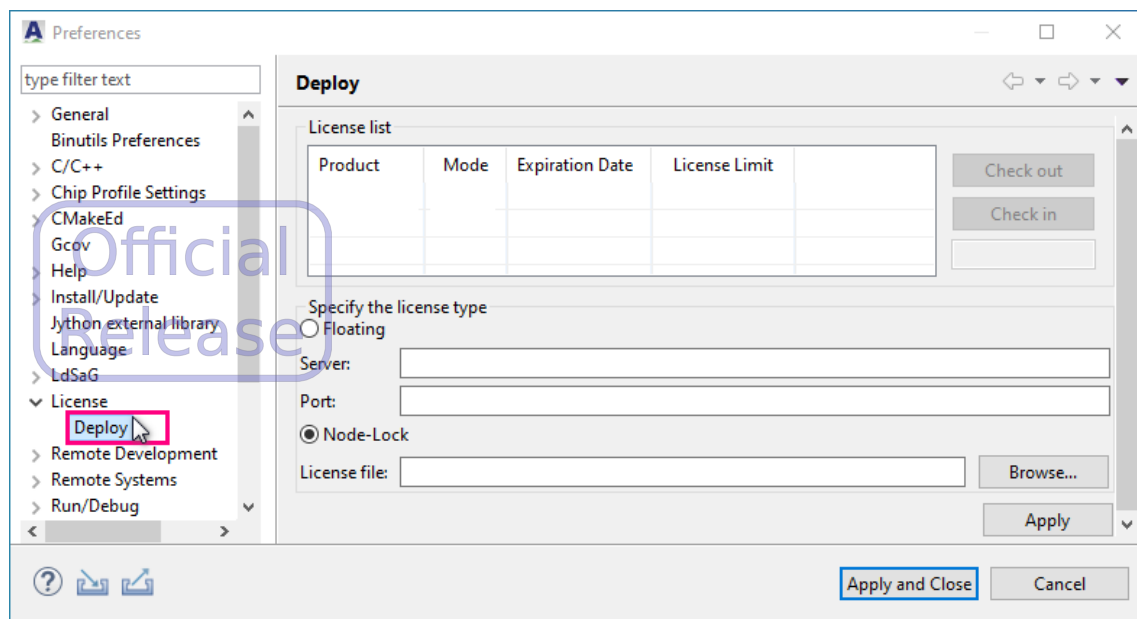 Preferences
type filter text
General
Binutils Preferences
C/C++
Chip Profile Settings
CMakeEd
Gcov
Help
Install/Update
Jython external library
Language
LdSaG
License
Deploy
Remote Development
Remote Systems
Run/Debug
Official
Release
Deploy
License list
Product Mode Expiration Date License Limit
Check out
Check in
Specify the license type
Floating
Server:
Port:
Node-Lock
License file:
Browse...
Apply
Apply and Close
Cancel